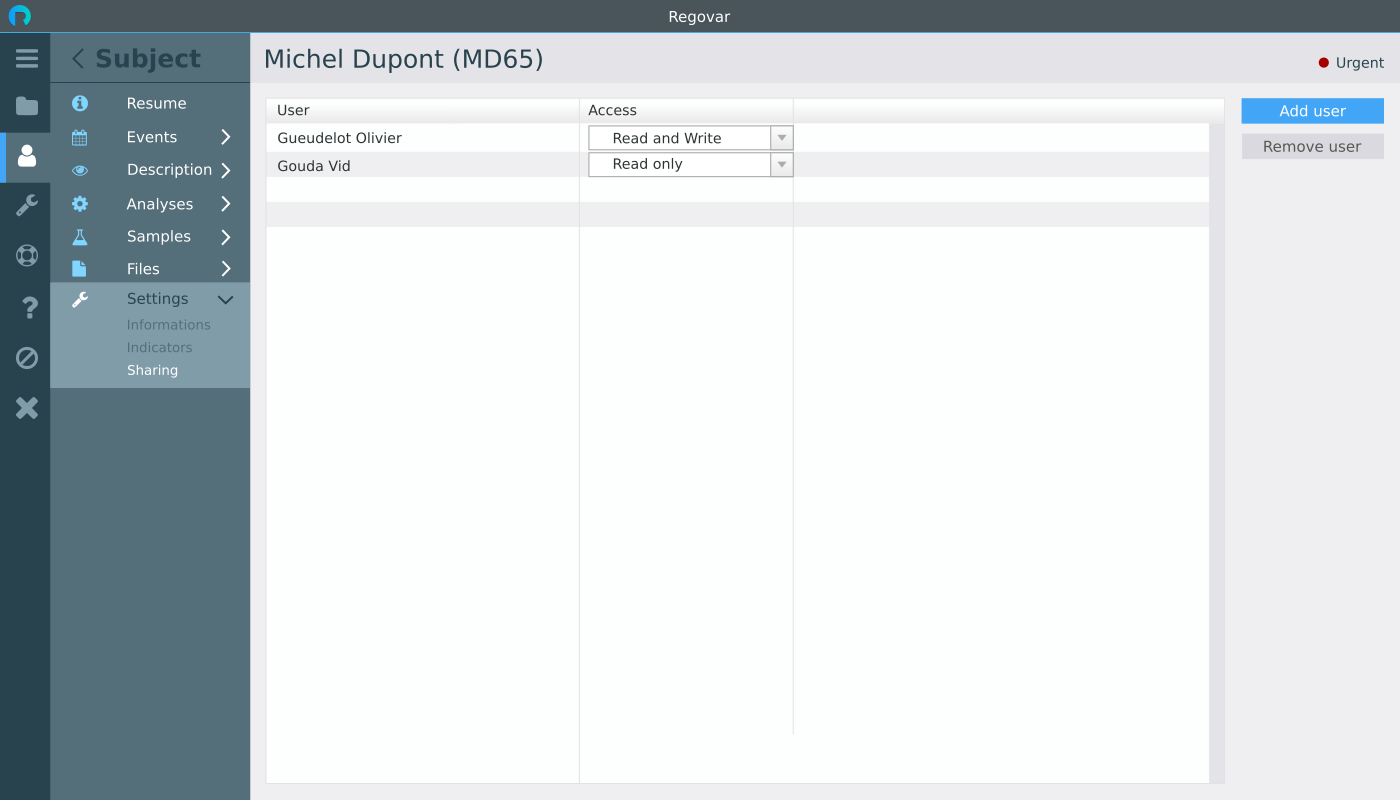 Regovar
Subject
Michel Dupont (MD65)
Urgent
Resume
Events
Description
Analyses
Samples
Files
Settings
Informations
Indicators
Sharing
User Access
Gueudelot Olivier Read and Write
Gouda Vid Read only
Add user
Remove user